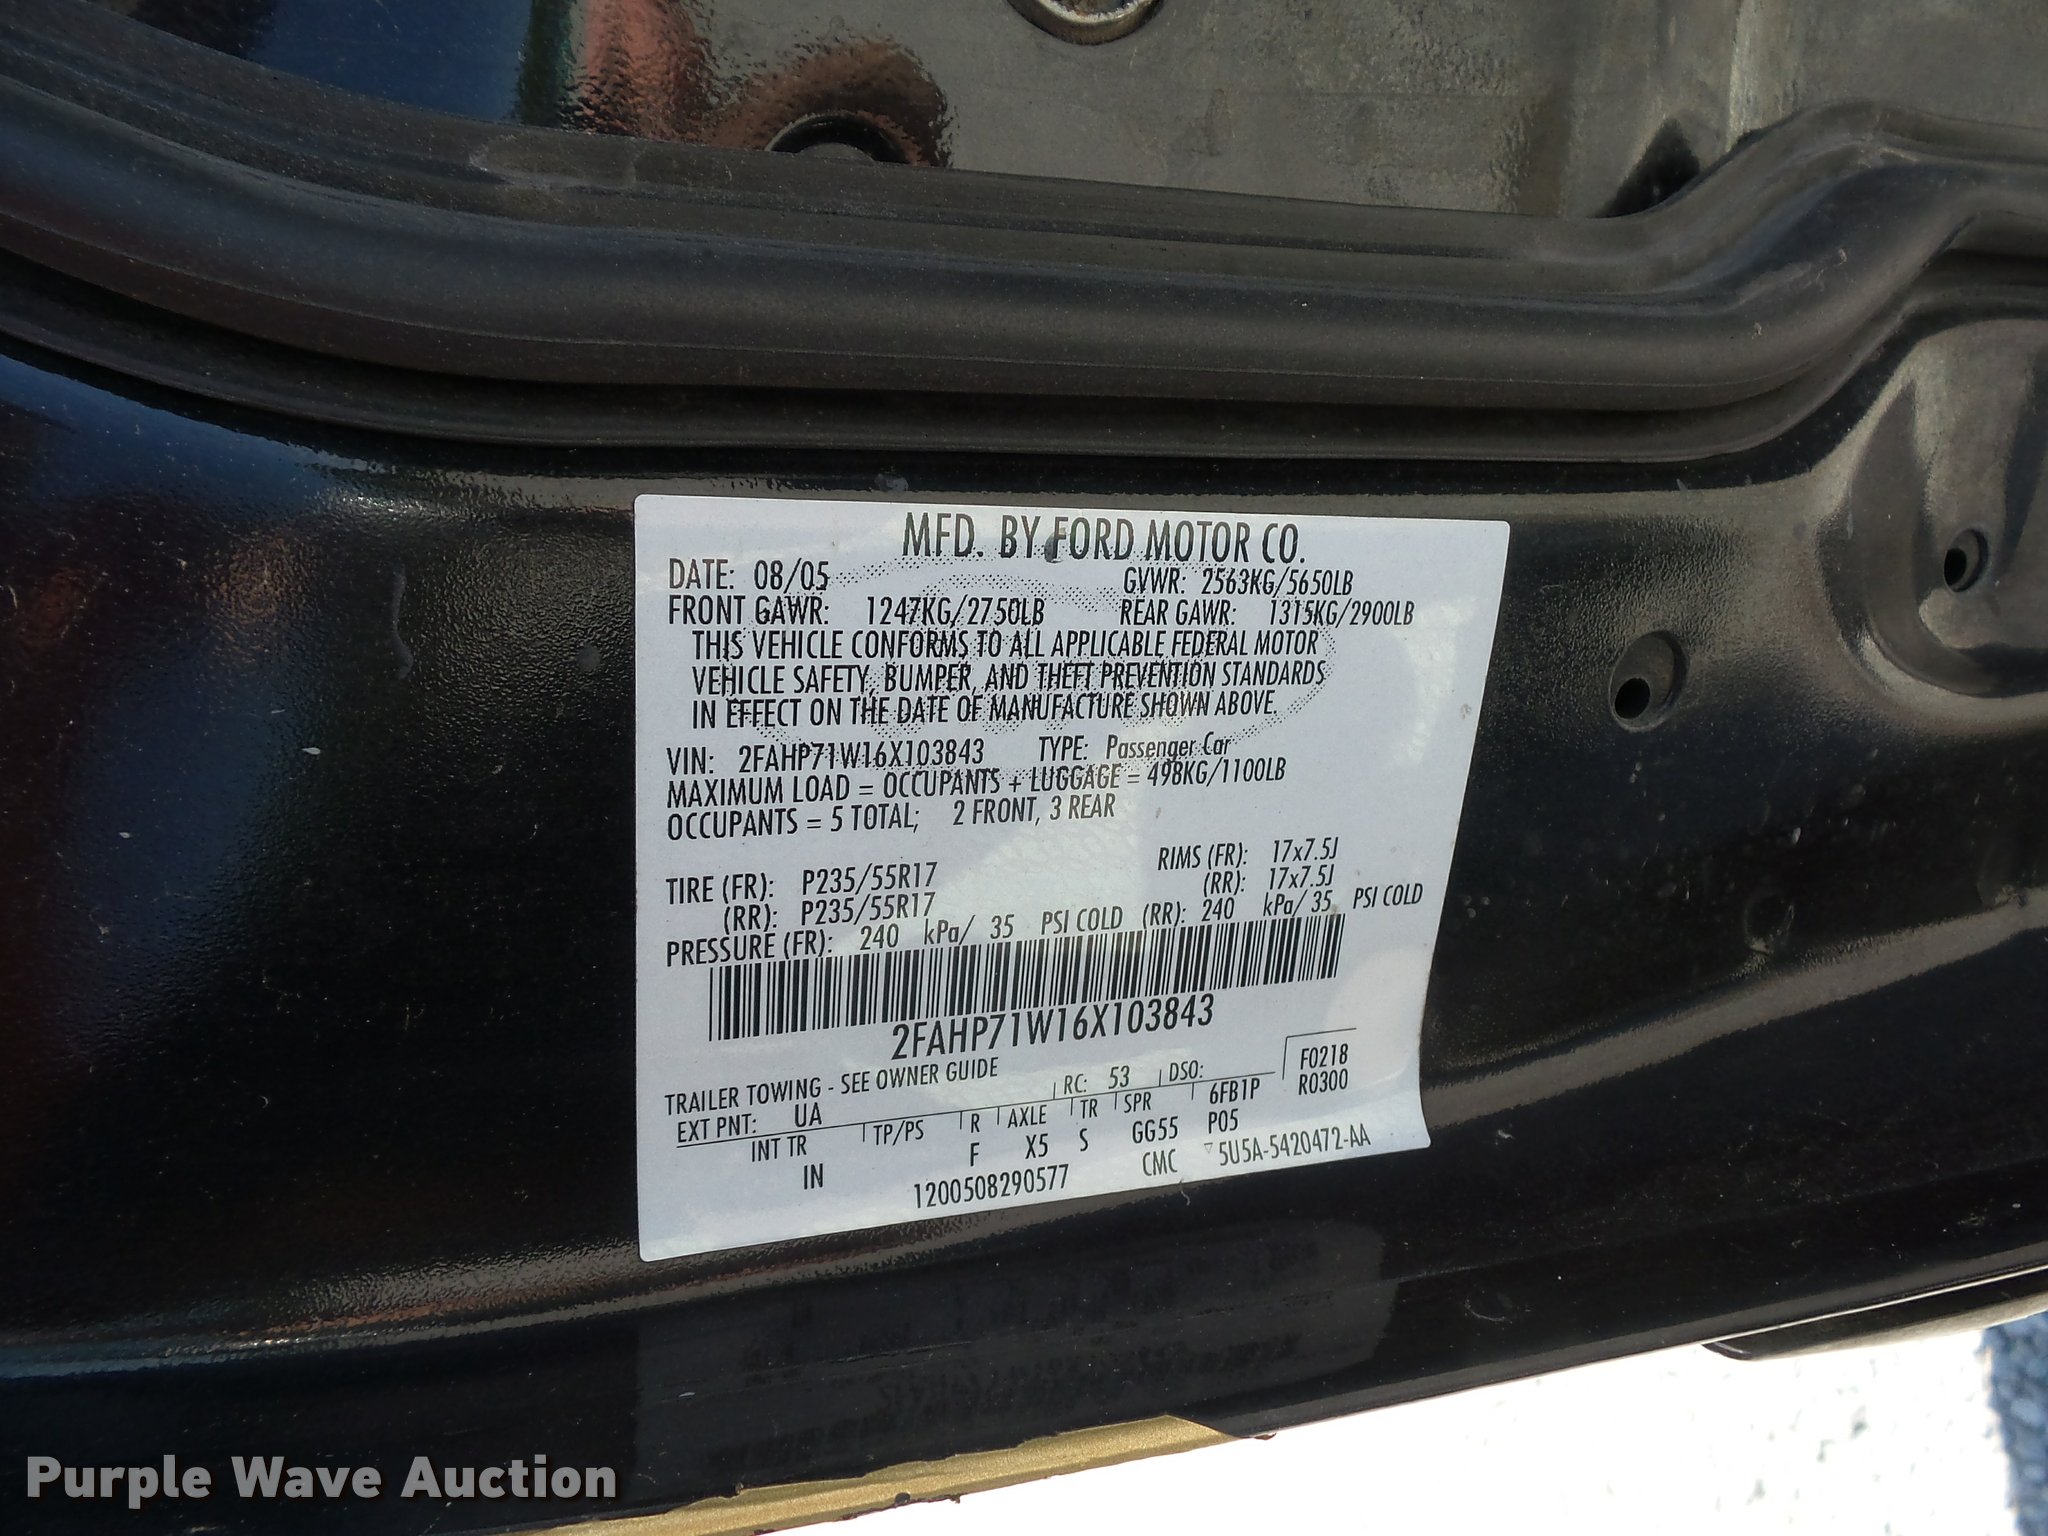 MFD. BY FORD MOTOR CO.
DATE: 08/05 GVWR: 2563KG/5650LB
FRONT GAWR: 1247KG/2750LB REAR GAWR: 1315KG/2900LB
THIS VEHICLE CONFORMS TO ALL APPLICABLE FEDERAL MOTOR
VEHICLE SAFETY, BUMPER, AND THEFT PREVENTION STANDARDS
IN EFFECT ON THE DATE OF MANUFACTURE SHOWN ABOVE.
VIN: 2FAHP71W16X103843 TYPE: Passenger Car
MAXIMUM LOAD = OCCUPANTS + LUGGAGE = 498KG/1100LB
OCCUPANTS = 5 TOTAL; 2 FRONT, 3 REAR
TIRE (FR): P235/55R17 RIMS (FR): 17x7.5J
(RR): P235/55R17 (RR): 17x7.5J
PRESSURE (FR): 240 kPa/ 35 PSI COLD (RR): 240 kPa/ 35 PSI COLD
2FAHP71W16X103843
TRAILER TOWING - SEE OWNER GUIDE
EXT PNT: UA RC: 53 DSO: F0218
INT TR TP/PS R AXLE TR SPR 6FB1P R0300
IN F X5 S GG55 P05
1200508290577 CMC ▽5U5A-5420472-AA
Purple Wave Auction